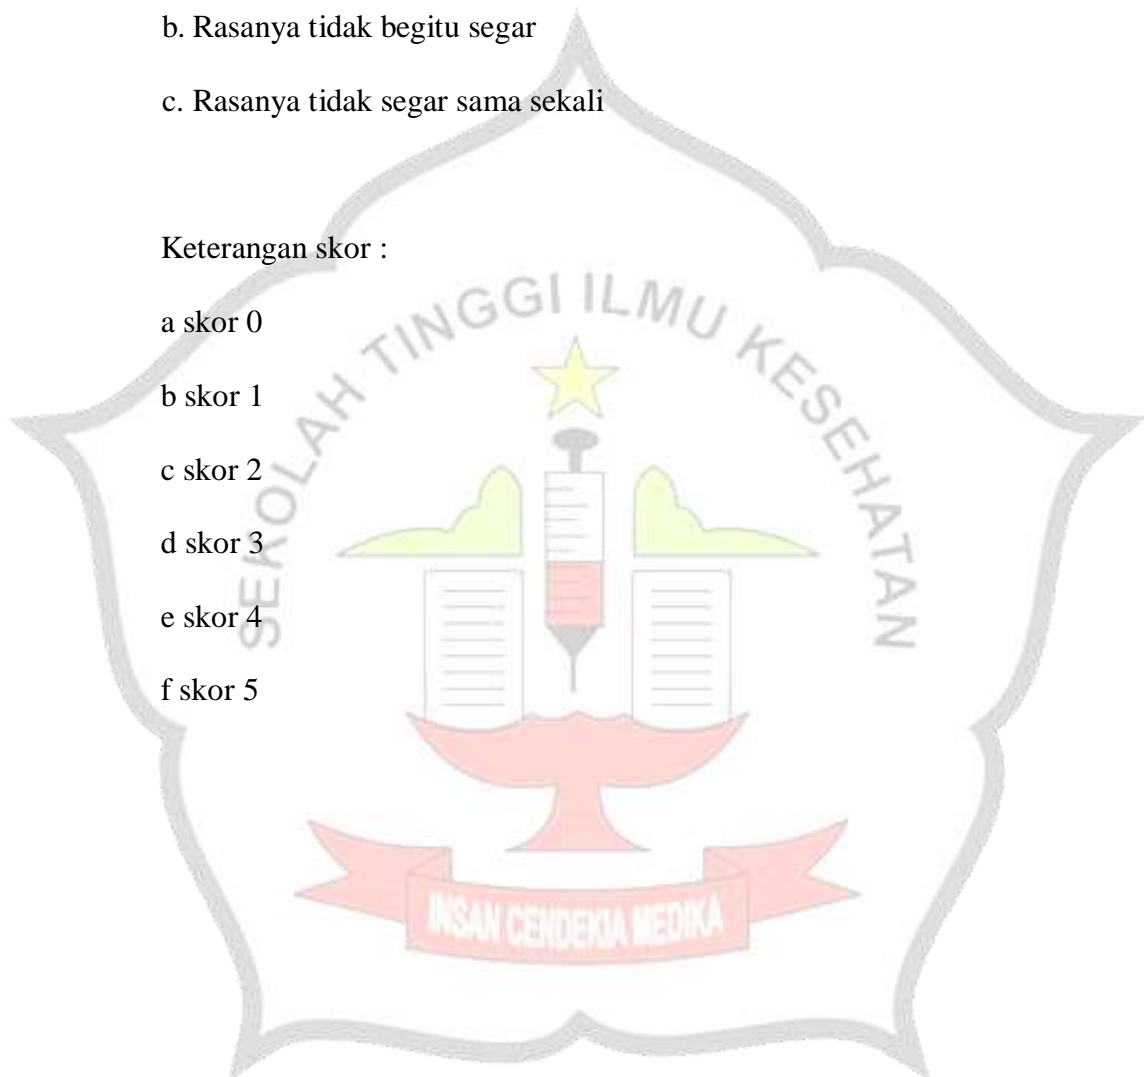 b. Rasanya tidak begitu segar
c. Rasanya tidak segar sama sekali
Keterangan skor :
a skor 0
b skor 1
c skor 2
d skor 3
e skor 4
f skor 5
SEKOLAH TINGGI ILMU KESEHATAN
INSAN CENDEKIA MEDIKA